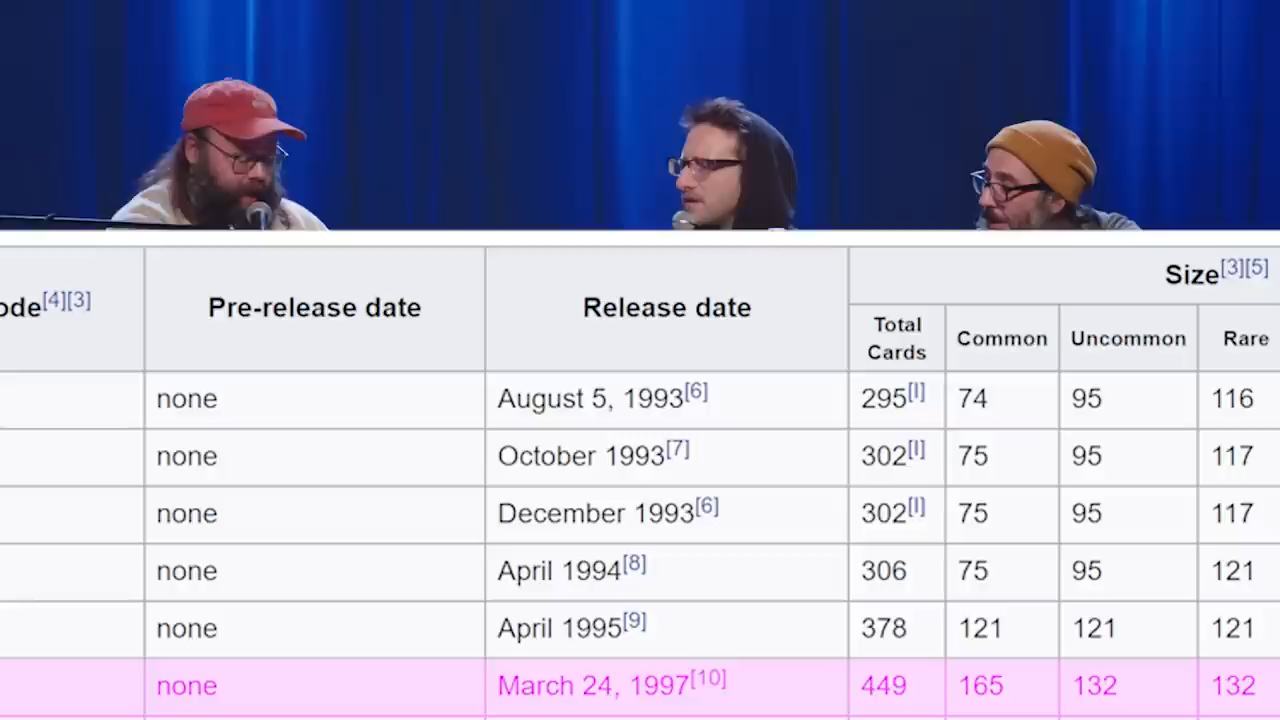 ode[4][3] Pre-release date Release date Size[3][5]
Total Cards Common Uncommon Rare
none August 5, 1993[6] 295[I] 74 95 116
none October 1993[7] 302[I] 75 95 117
none December 1993[6] 302[I] 75 95 117
none April 1994[8] 306 75 95 121
none April 1995[9] 378 121 121 121
none March 24, 1997[10] 449 165 132 132